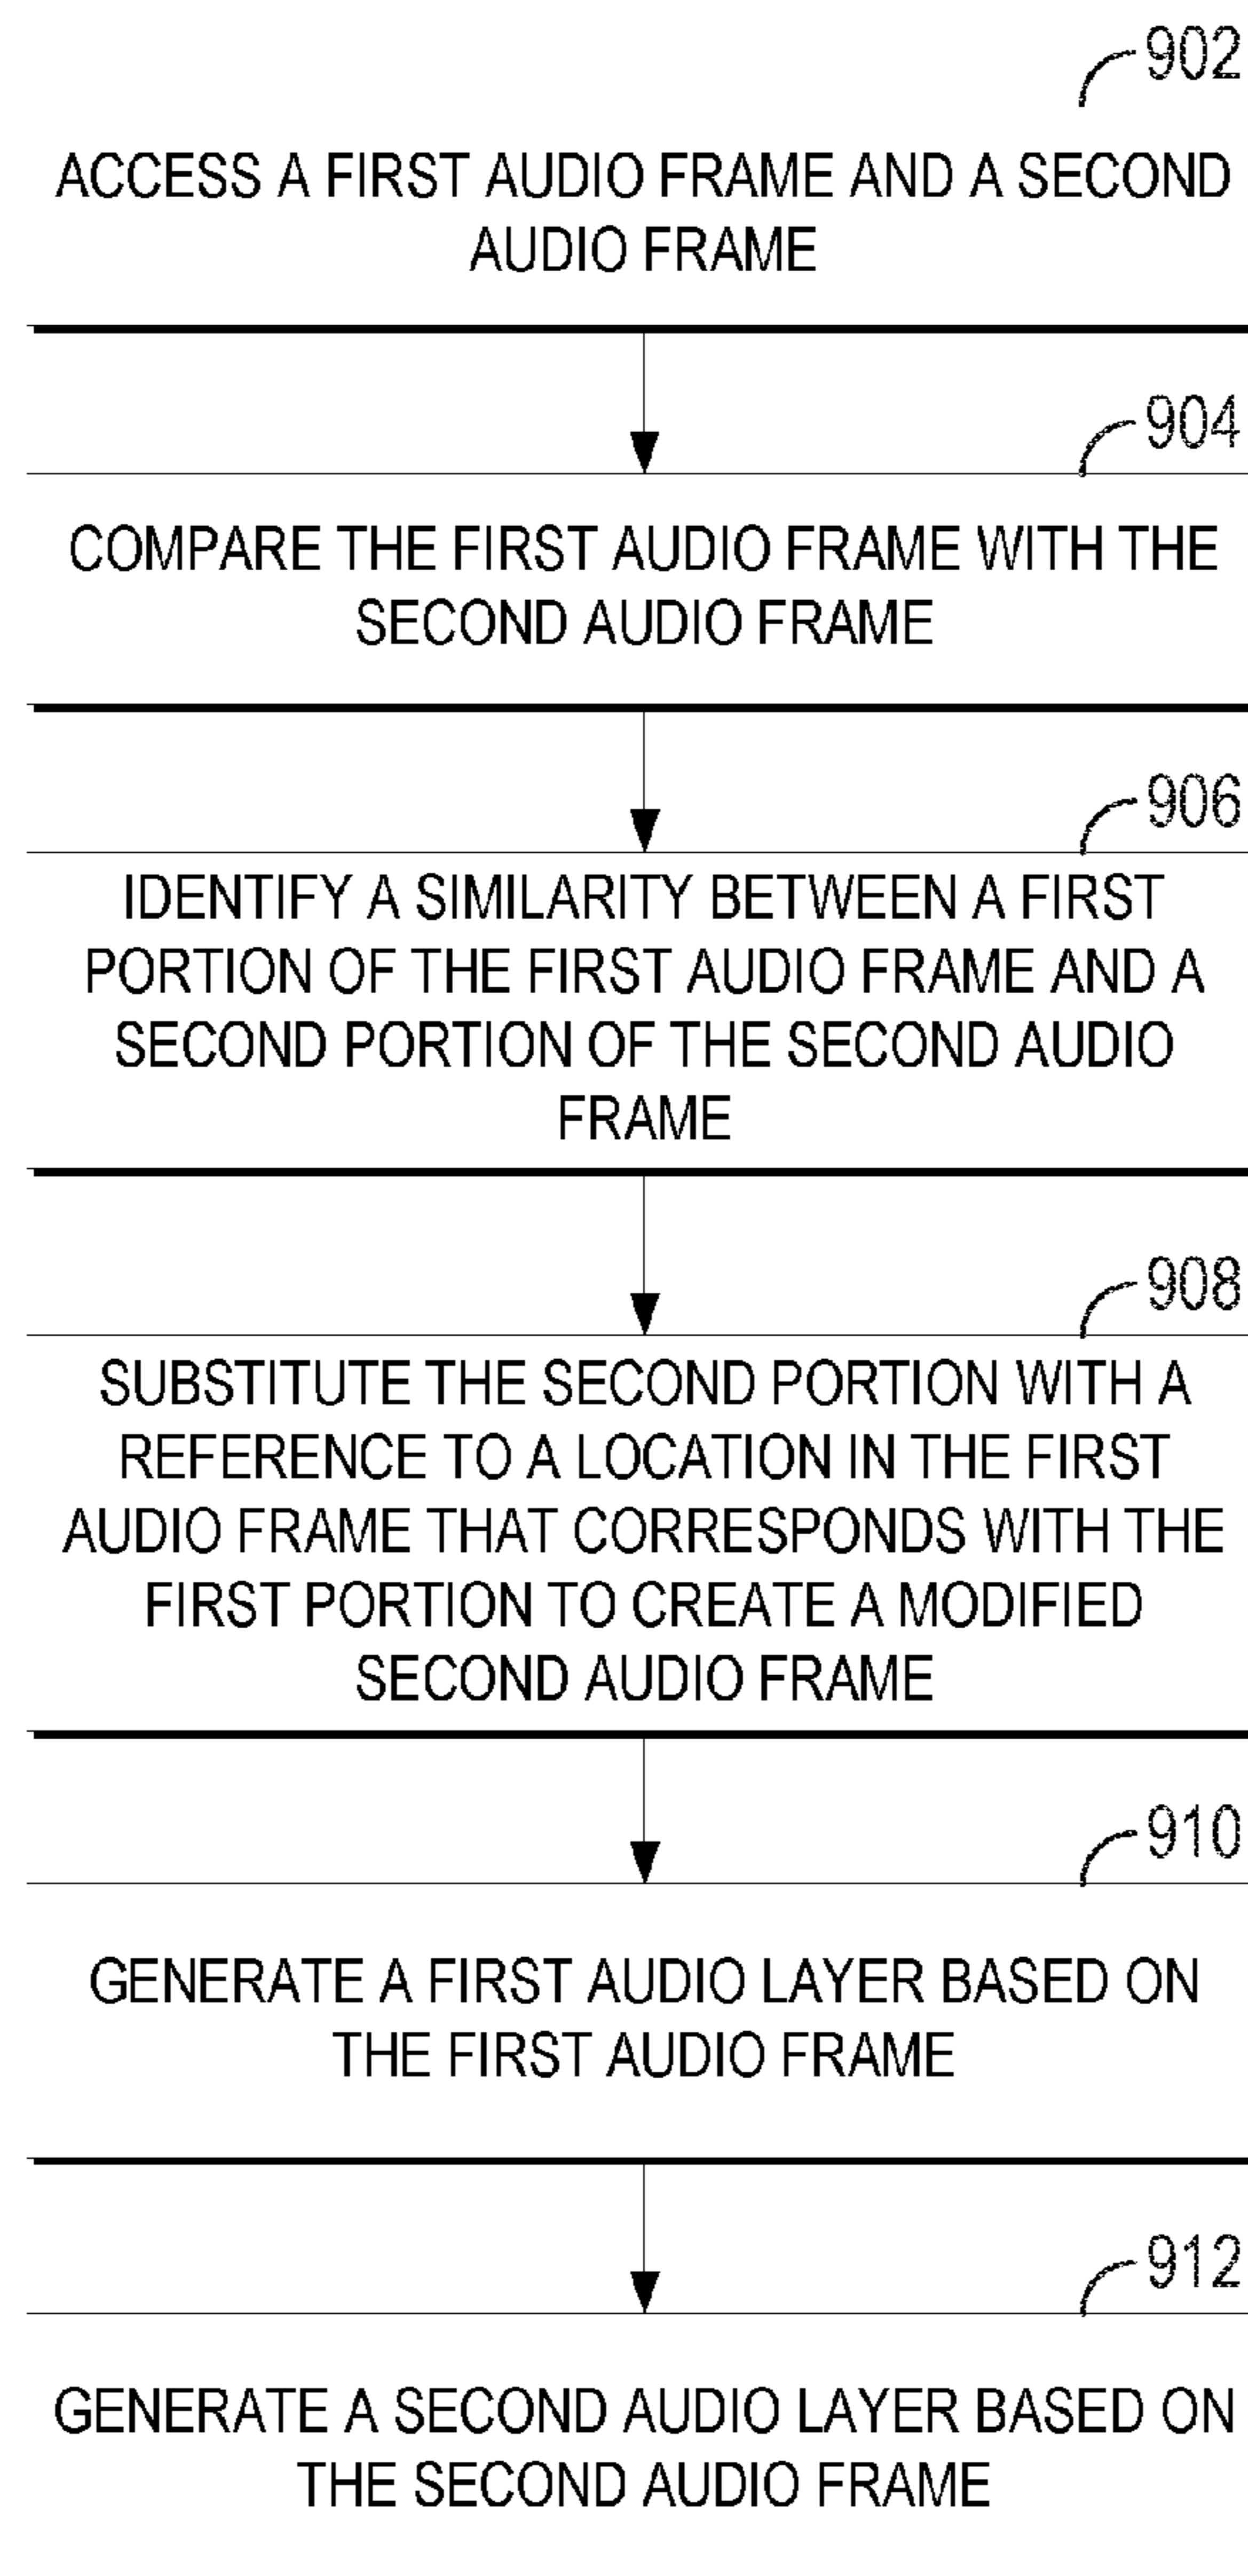 902
ACCESS A FIRST AUDIO FRAME AND A SECOND
AUDIO FRAME
904
COMPARE THE FIRST AUDIO FRAME WITH THE
SECOND AUDIO FRAME
906
IDENTIFY A SIMILARITY BETWEEN A FIRST
PORTION OF THE FIRST AUDIO FRAME AND A
SECOND PORTION OF THE SECOND AUDIO
FRAME
908
SUBSTITUTE THE SECOND PORTION WITH A
REFERENCE TO A LOCATION IN THE FIRST
AUDIO FRAME THAT CORRESPONDS WITH THE
FIRST PORTION TO CREATE A MODIFIED
SECOND AUDIO FRAME
910
GENERATE A FIRST AUDIO LAYER BASED ON
THE FIRST AUDIO FRAME
912
GENERATE A SECOND AUDIO LAYER BASED ON
THE SECOND AUDIO FRAME